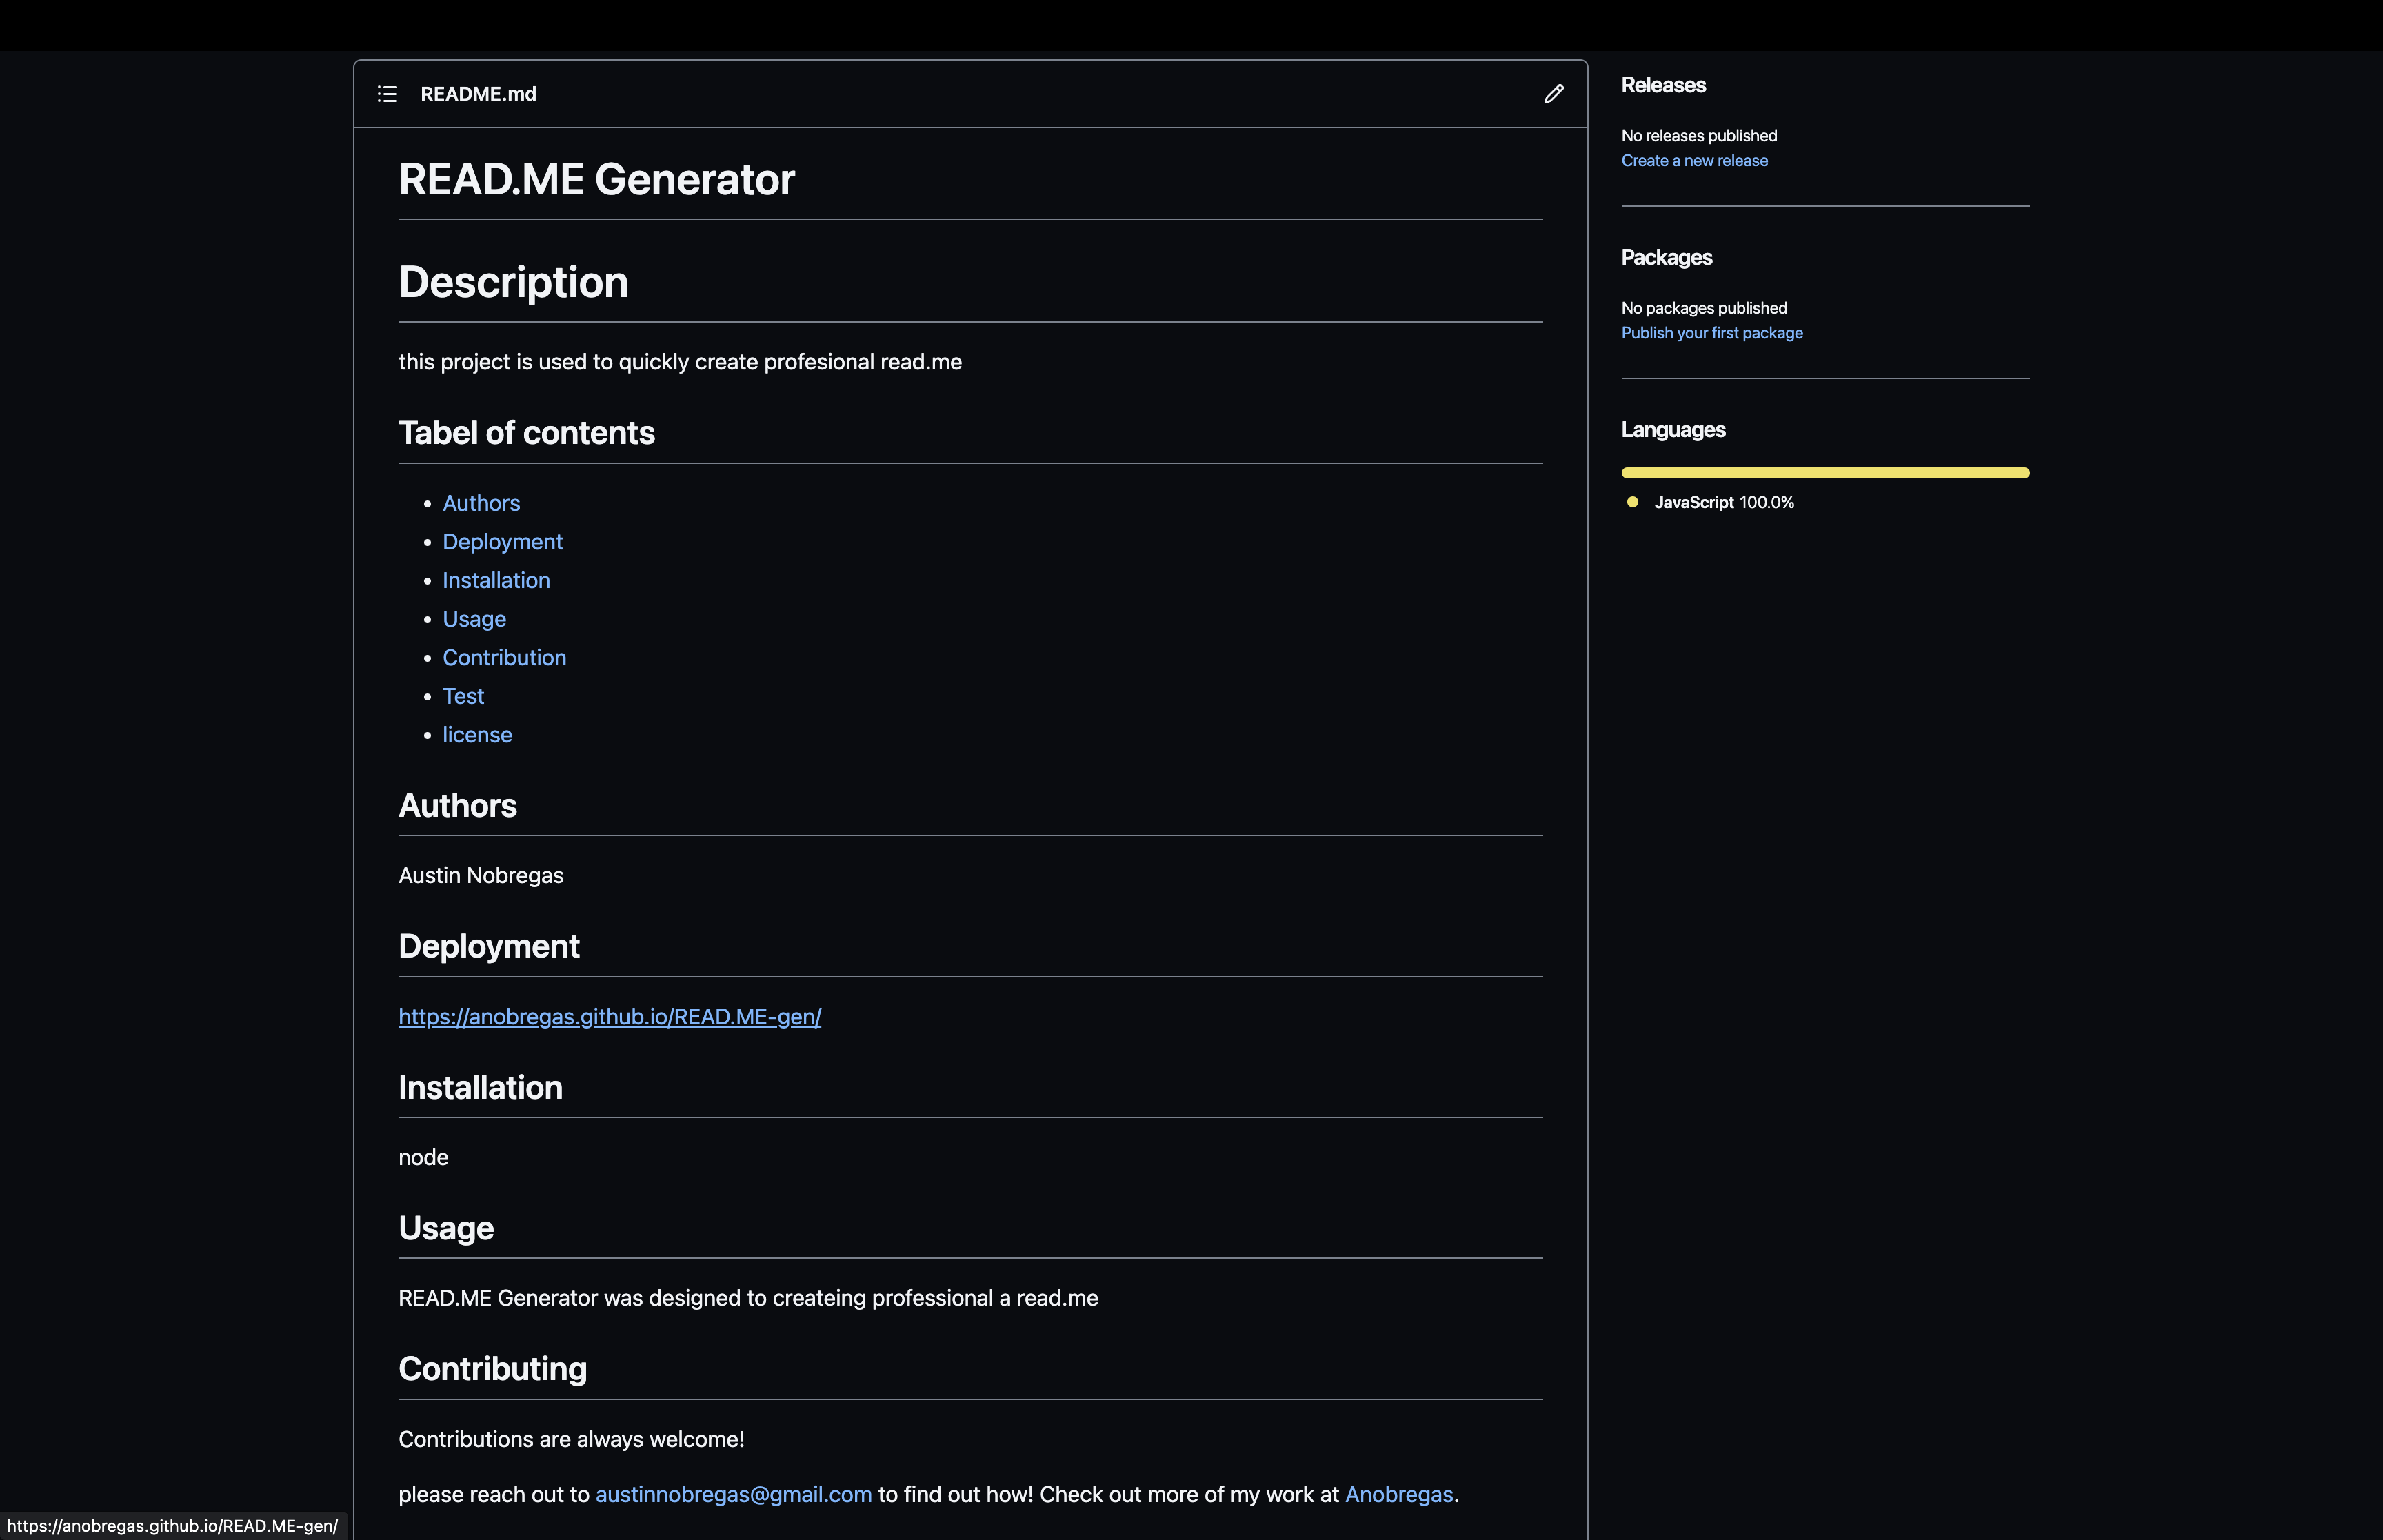 README.md
READ.ME Generator
Description
this project is used to quickly create profesional read.me
Tabel of contents
Authors
Deployment
Installation
Usage
Contribution
Test
license
Authors
Austin Nobregas
Deployment
https://anobregas.github.io/READ.ME-gen/
Installation
node
Usage
READ.ME Generator was designed to createing professional a read.me
Contributing
Contributions are always welcome!
please reach out to austinnobregas@gmail.com to find out how! Check out more of my work at Anobregas.
Releases
No releases published
Create a new release
Packages
No packages published
Publish your first package
Languages
JavaScript 100.0%
https://anobregas.github.io/READ.ME-gen/